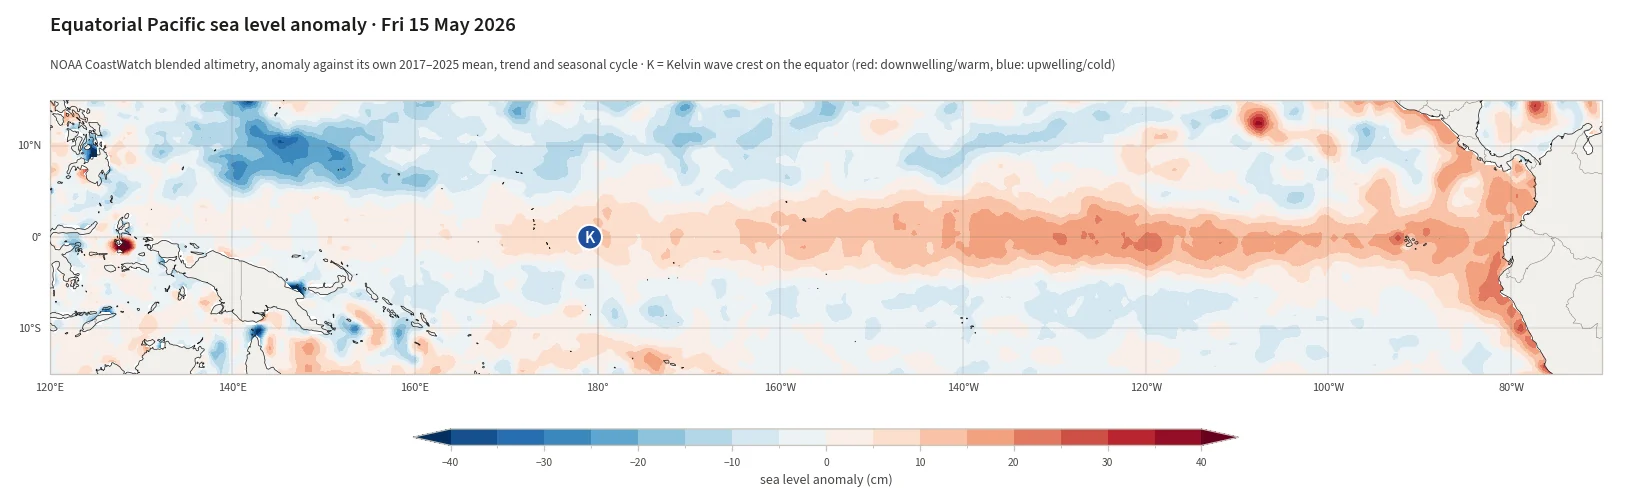 Equatorial Pacific sea level anomaly · Fri 15 May 2026
NOAA CoastWatch blended altimetry, anomaly against its own 2017–2025 mean, trend and seasonal cycle · K = Kelvin wave crest on the equator (red: downwelling/warm, blue: upwelling/cold)
10°N
0°
K
10°S
120°E 140°E 160°E 180° 160°W 140°W 120°W 100°W 80°W
−40 −30 −20 −10 0 10 20 30 40
sea level anomaly (cm)